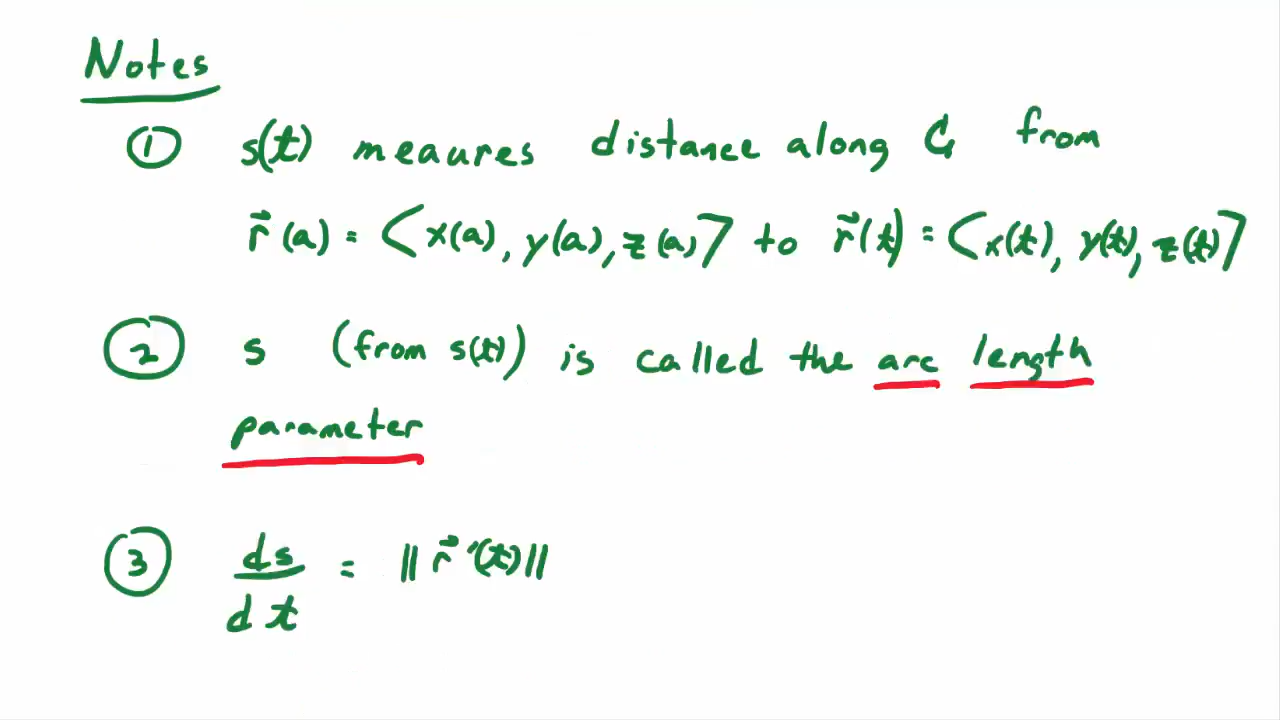 Notes
① s(t) meaures distance along C from
r⃗(a) = ⟨x(a), y(a), z(a)⟩ to r⃗(t) = ⟨x(t), y(t), z(t)⟩
② s (from s(t)) is called the arc length
parameter
③ ds/dt = ||r⃗'(t)||